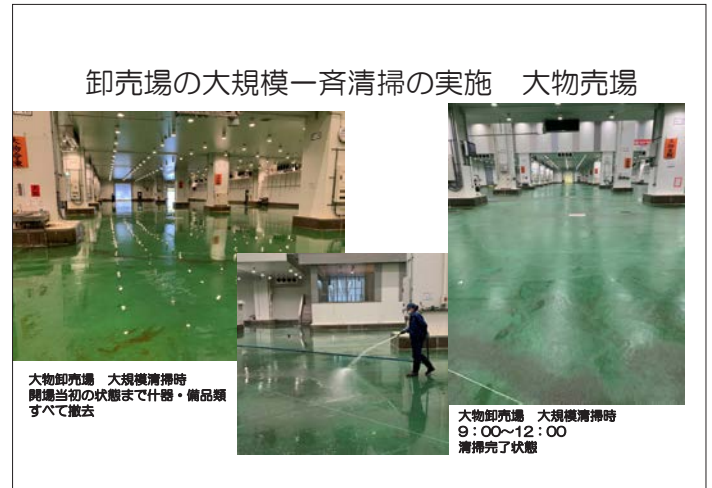 卸売場の大規模一斉清掃の実施　大物売場
大物卸売場　大規模清掃時
開場当初の状態まで什器・備品類
すべて撤去
大物卸売場　大規模清掃時
9：00～12：00
清掃完了状態